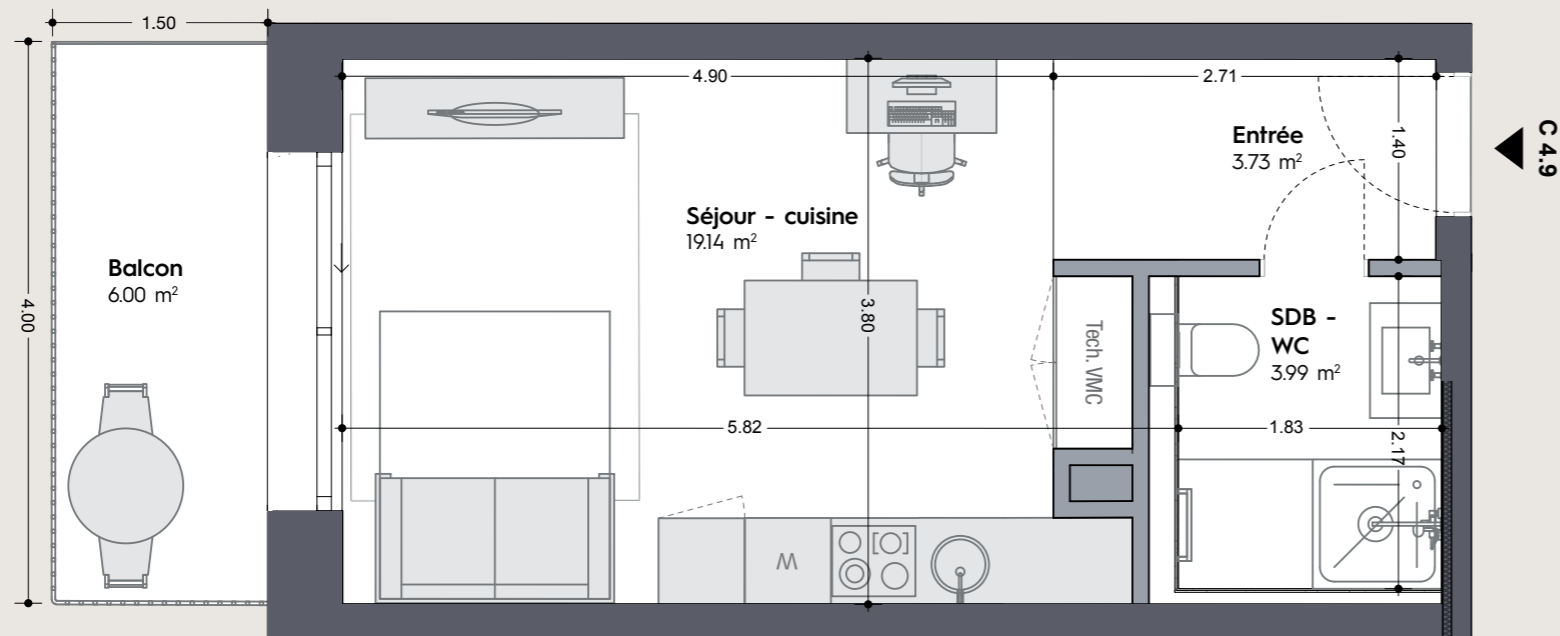 1.50
4.90
2.71
C 4.9
Entrée
3.73 m²
1.40
Séjour - cuisine
19.14 m²
Balcon
6.00 m²
4.00
3.80
Tech. VMC
SDB -
WC
3.99 m²
5.82
1.83
2.17
W